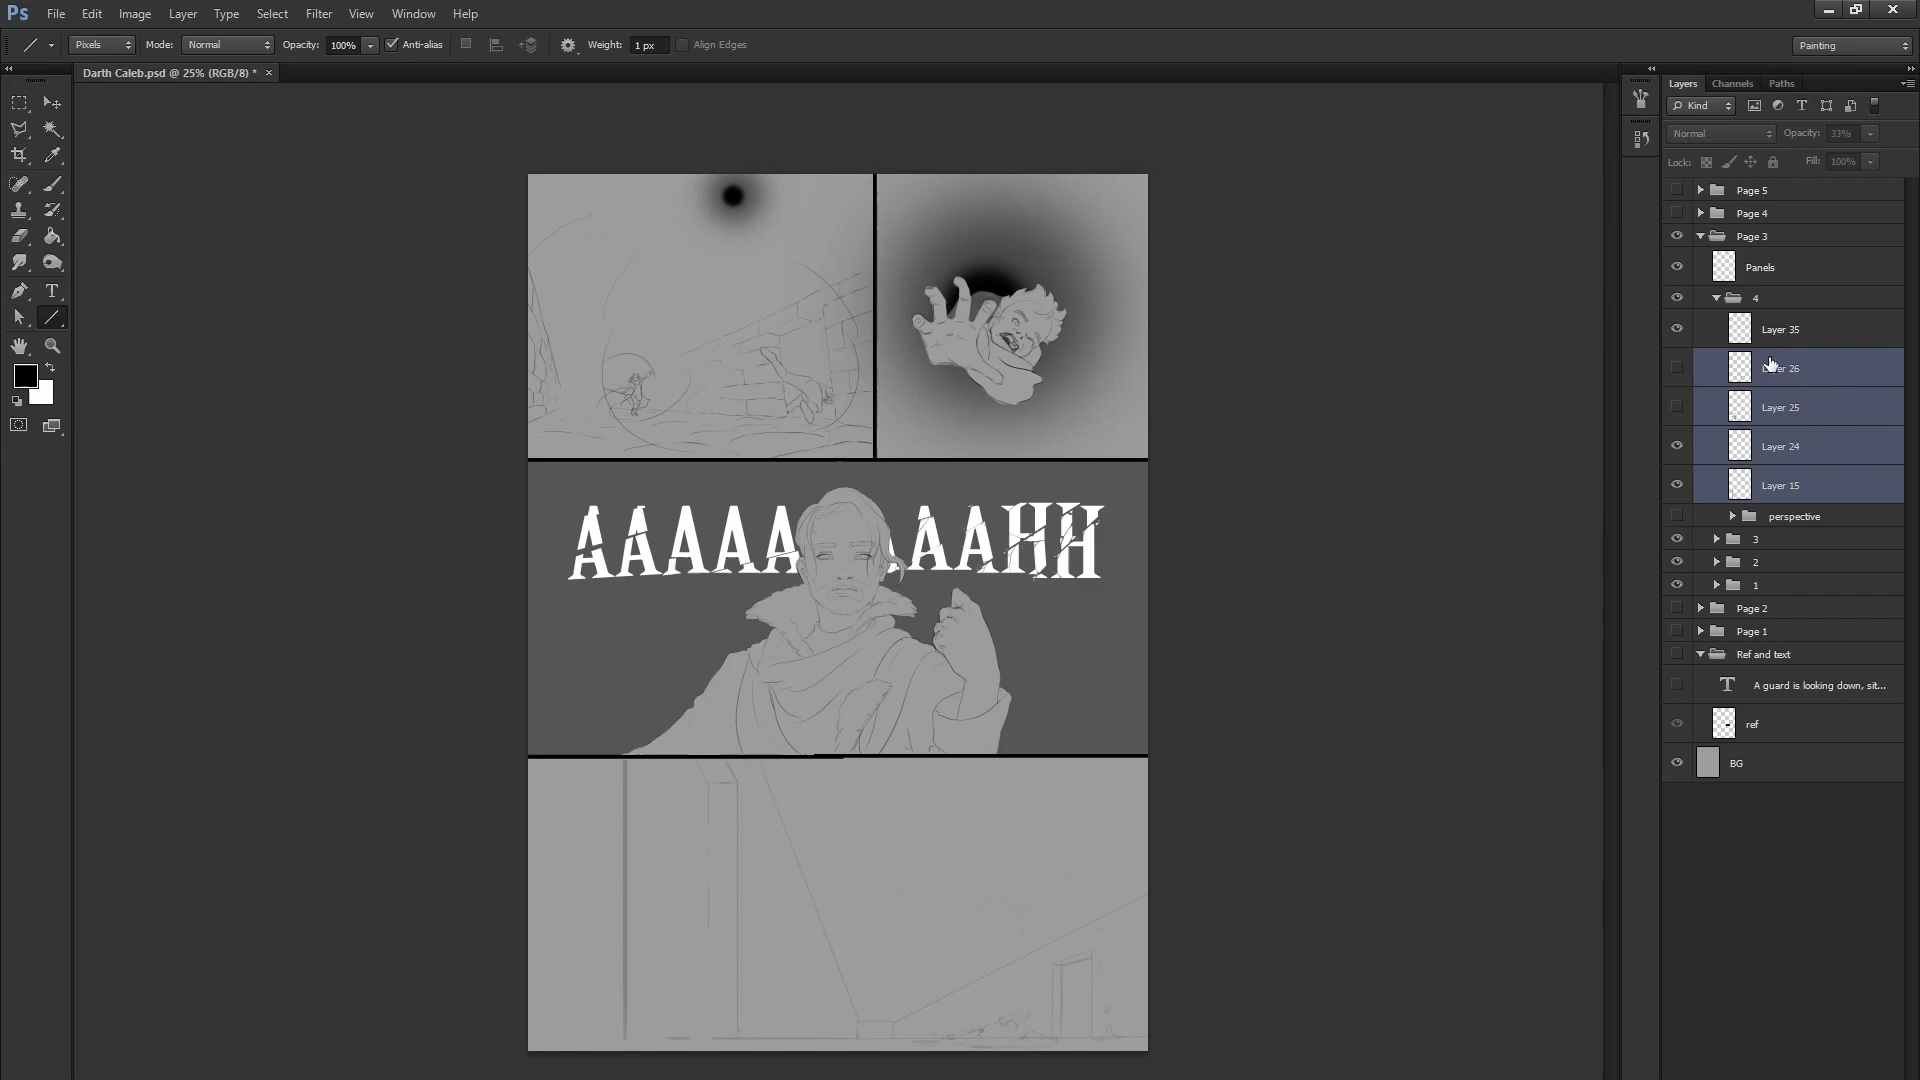 Ps File Edit Image Layer Type Select Filter View Window Help
Pixels Mode: Normal Opacity: 100% Anti-alias Weight: 1 px Align Edges Painting
Darth Caleb.psd @ 25% (RGB/8) * ×
Layers Channels Paths
Kind
Normal Opacity: 33%
Lock: Fill: 100%
Page 5
Page 4
Page 3
Panels
4
Layer 35
Layer 26
Layer 25
Layer 24
Layer 15
perspective
3
2
1
Page 2
Page 1
Ref and text
A guard is looking down, sit...
ref
BG
AAAAA AAAHH